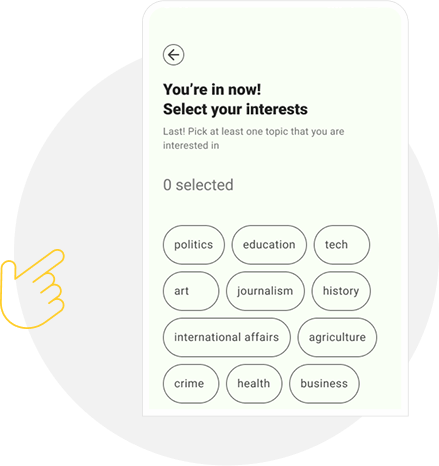 You're in now!
Select your interests
Last! Pick at least one topic that you are
interested in
0 selected
politics education tech
art journalism history
international affairs agriculture
crime health business